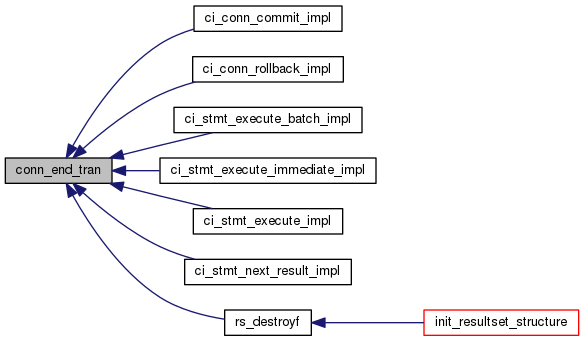 ci_conn_commit_impl
ci_conn_rollback_impl
ci_stmt_execute_batch_impl
conn_end_tran
ci_stmt_execute_immediate_impl
ci_stmt_execute_impl
ci_stmt_next_result_impl
rs_destroyf
init_resultset_structure